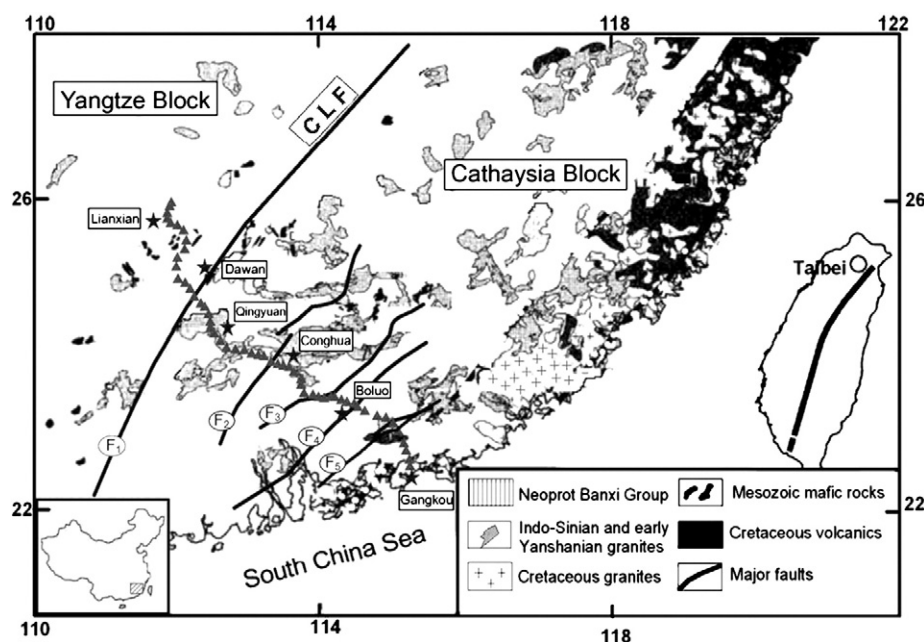 110
114
118
122
Yangtze Block
CLF
Cathaysia Block
26
26
Lianxian
Dawan
Taibei
Qingyuan
Conghua
Boluo
F1
F2
F3
F4
F5
Gangkou
22
22
South China Sea
Neoprot Banxi Group
Mesozoic mafic rocks
Indo-Sinian and early
Yanshanian granites
Cretaceous volcanics
Cretaceous granites
Major faults
110
114
118
122